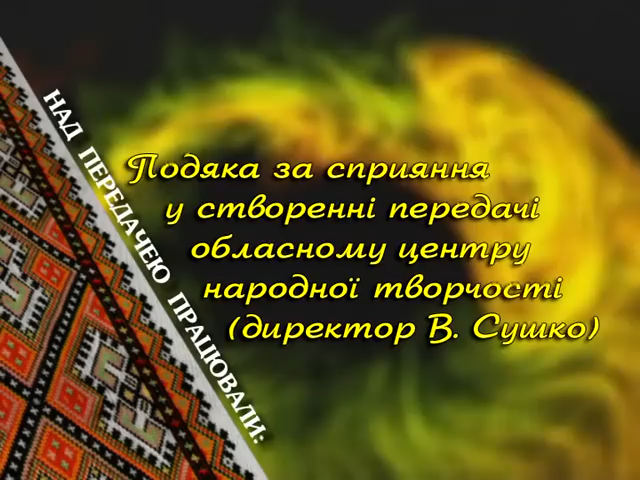 НАД ПЕРЕДАЧЕЮ ПРАЦЮВАЛИ:
Подяка за сприяння
у створенні передачі
обласному центру
народної творчості
(директор В. Сушко)